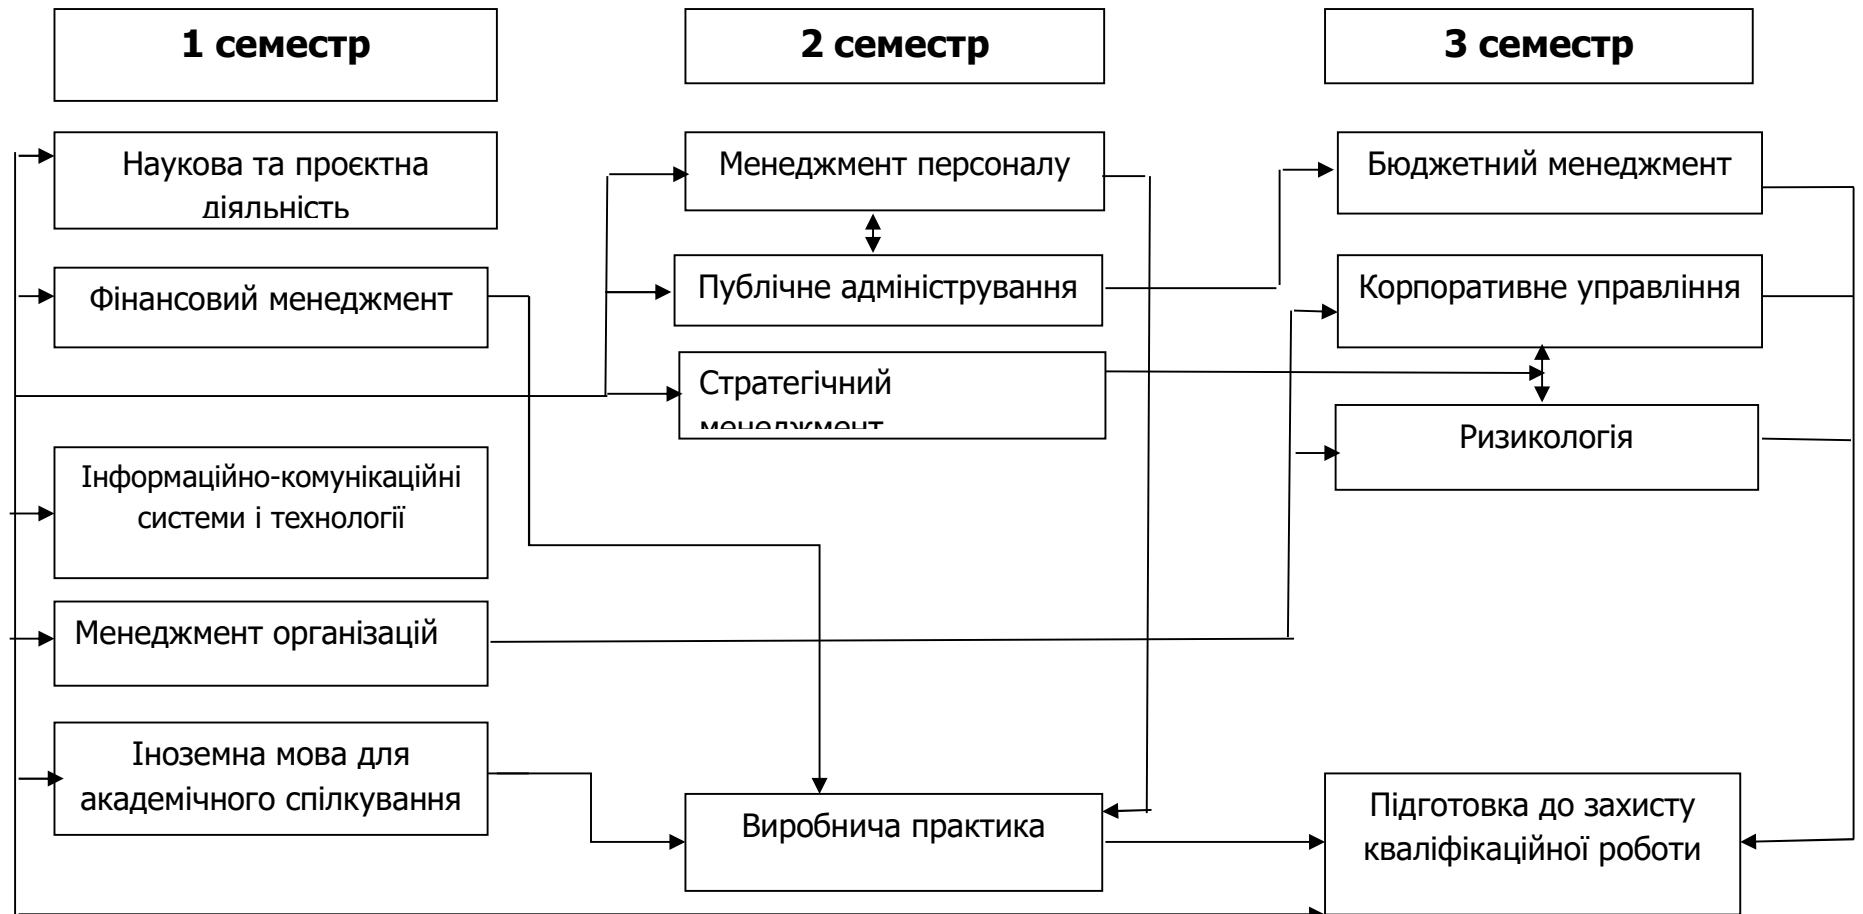 1 семестр
2 семестр
3 семестр
Наукова та проєктна
діяльність
Фінансовий менеджмент
Інформаційно-комунікаційні
системи і технології
Менеджмент організацій
Іноземна мова для
академічного спілкування
Менеджмент персоналу
Публічне адміністрування
Стратегічний
менеджмент
Виробнича практика
Бюджетний менеджмент
Корпоративне управління
Ризикологія
Підготовка до захисту
кваліфікаційної роботи